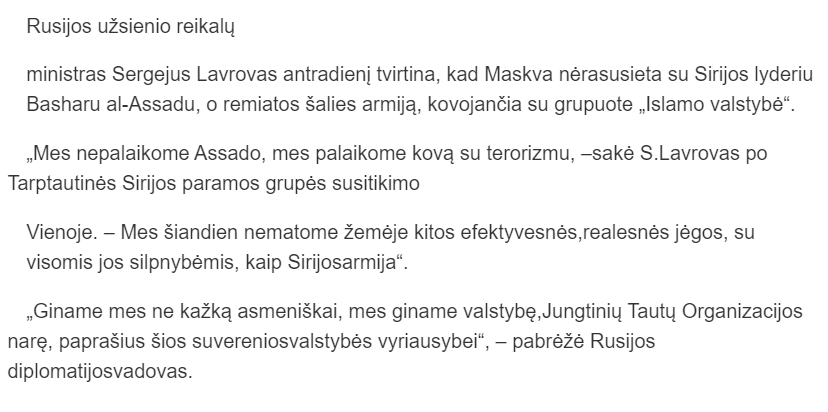 Rusijos užsienio reikalų
ministras Sergejus Lavrovas antradienį tvirtina, kad Maskva nėrasusieta su Sirijos lyderiu
Basharu al-Assadu, o remiatos šalies armiją, kovojančia su grupuote „Islamo valstybė“.
„Mes nepalaikome Assado, mes palaikome kovą su terorizmu, –sakė S.Lavrovas po
Tarptautinės Sirijos paramos grupės susitikimo
Vienoje. – Mes šiandien nematome žemėje kitos efektyvesnės,realesnės jėgos, su
visomis jos silpnybėmis, kaip Sirijosarmija“.
„Giname mes ne kažką asmeniškai, mes giname valstybę,Jungtinių Tautų Organizacijos
narę, paprašius šios suvereniosvalstybės vyriausybei“, – pabrėžė Rusijos
diplomatijosvadovas.